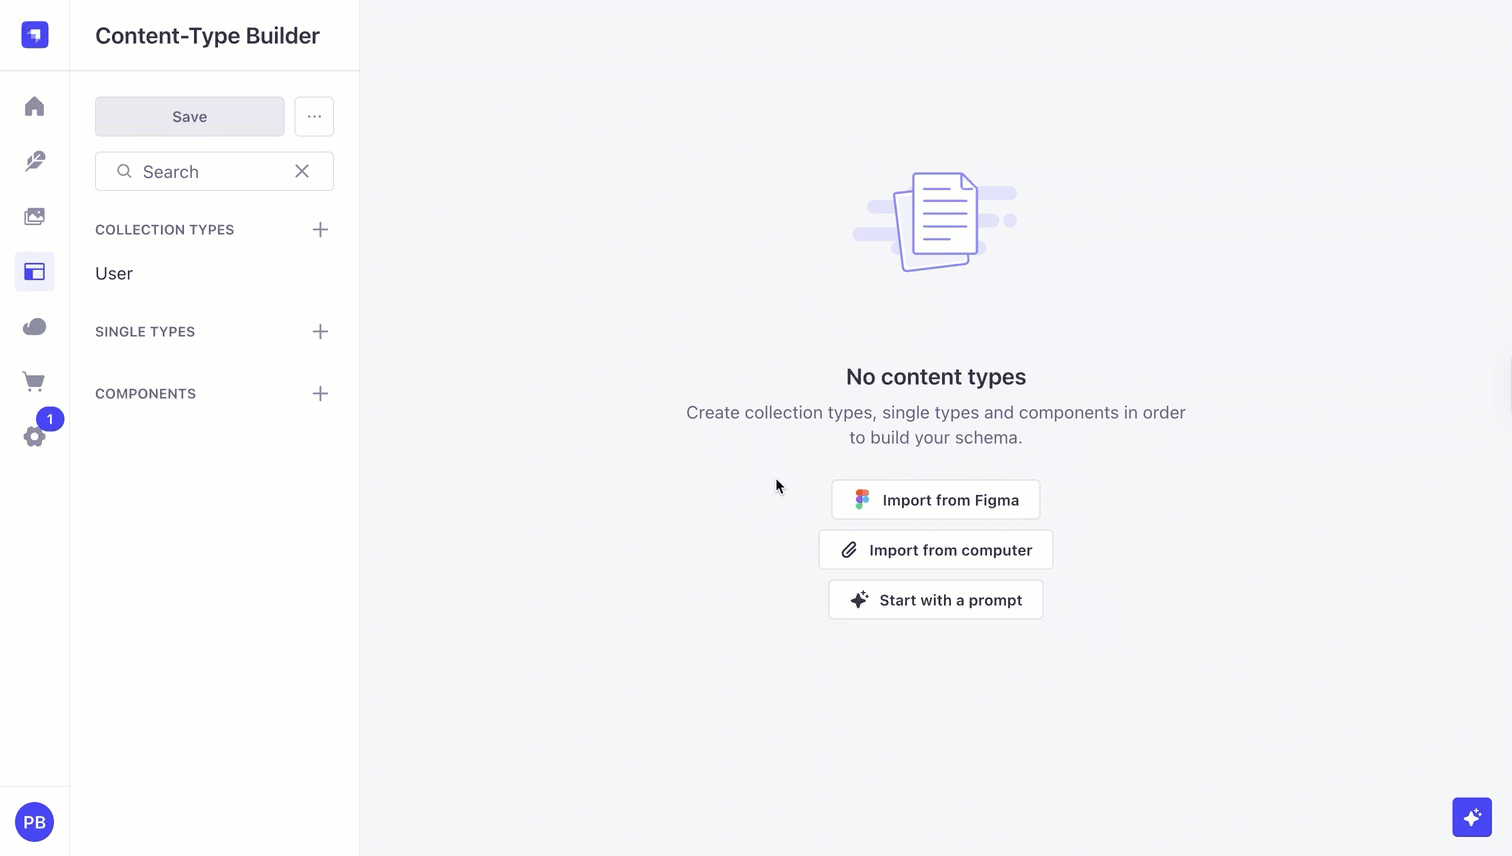 Content-Type Builder
Save
Search
COLLECTION TYPES
User
SINGLE TYPES
COMPONENTS
1
PB
No content types
Create collection types, single types and components in order
to build your schema.
Import from Figma
Import from computer
Start with a prompt